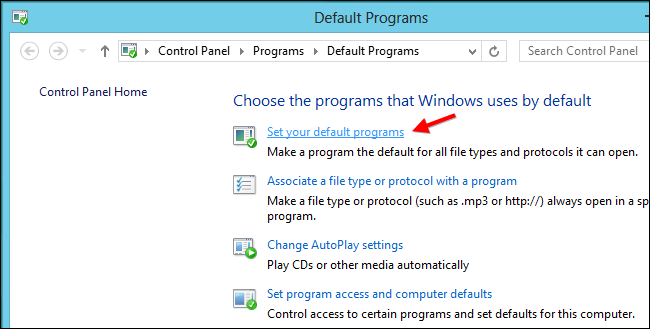 Default Programs
Control Panel
Programs
Default Programs
Search Control Panel
Control Panel Home
Choose the programs that Windows uses by default
Set your default programs
Make a program the default for all file types and protocols it can open.
Associate a file type or protocol with a program
Make a file type or protocol (such as .mp3 or http://) always open in a
program.
Change AutoPlay settings
Play CDs or other media automatically
Set program access and computer defaults
Control access to certain programs and set defaults for this computer.